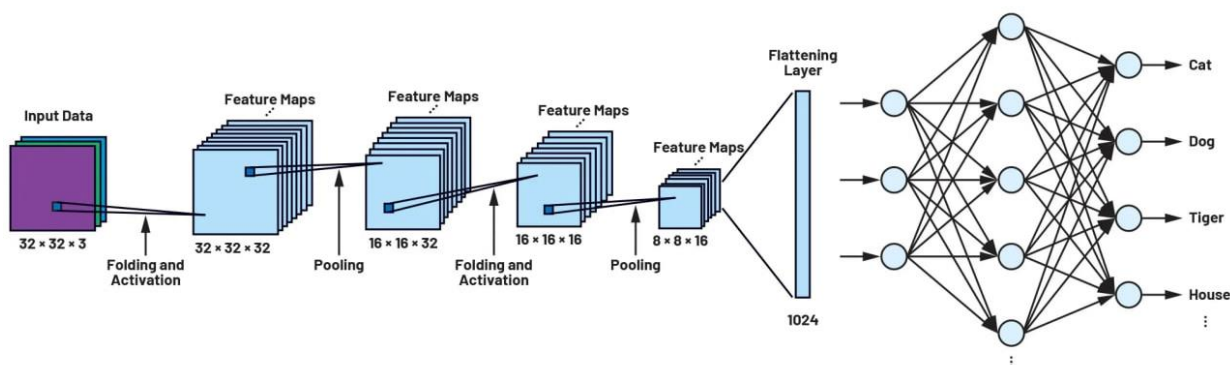 Input Data
32 × 32 × 3
Folding and
Activation
Feature Maps
32 × 32 × 32
Pooling
Feature Maps
16 × 16 × 32
Folding and
Activation
Feature Maps
16 × 16 × 16
Pooling
Feature Maps
8 × 8 × 16
Flattening
Layer
1024
Cat
Dog
Tiger
House